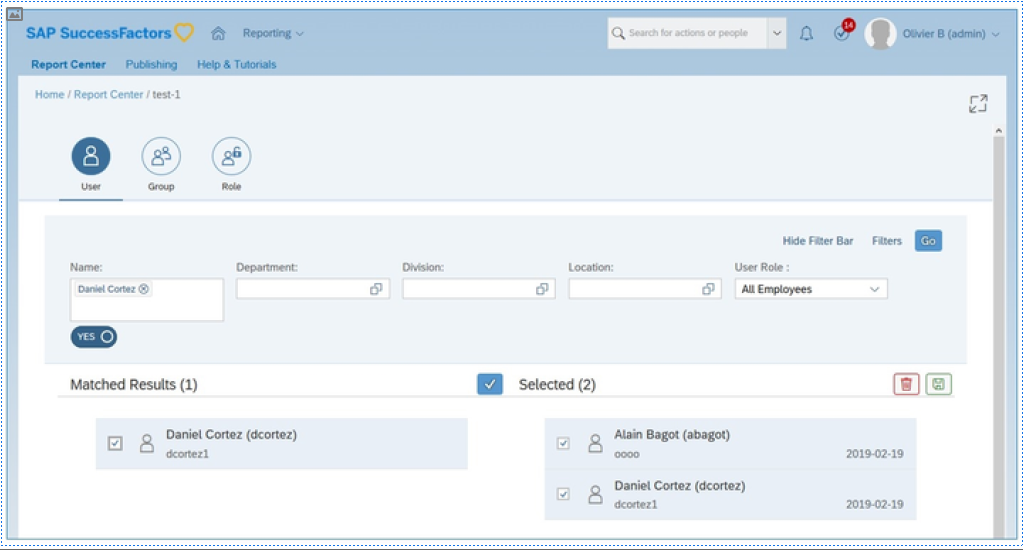 SAP SuccessFactors Reporting Search for actions or people 14 Olivier B (admin)
Report Center Publishing Help & Tutorials
Home / Report Center / test-1
User Group Role
Hide Filter Bar Filters Go
Name: Department: Division: Location: User Role :
Daniel Cortez All Employees
YES
Matched Results (1) Selected (2)
Daniel Cortez (dcortez)
dcortez1
Alain Bagot (abagot)
oooo 2019-02-19
Daniel Cortez (dcortez)
dcortez1 2019-02-19